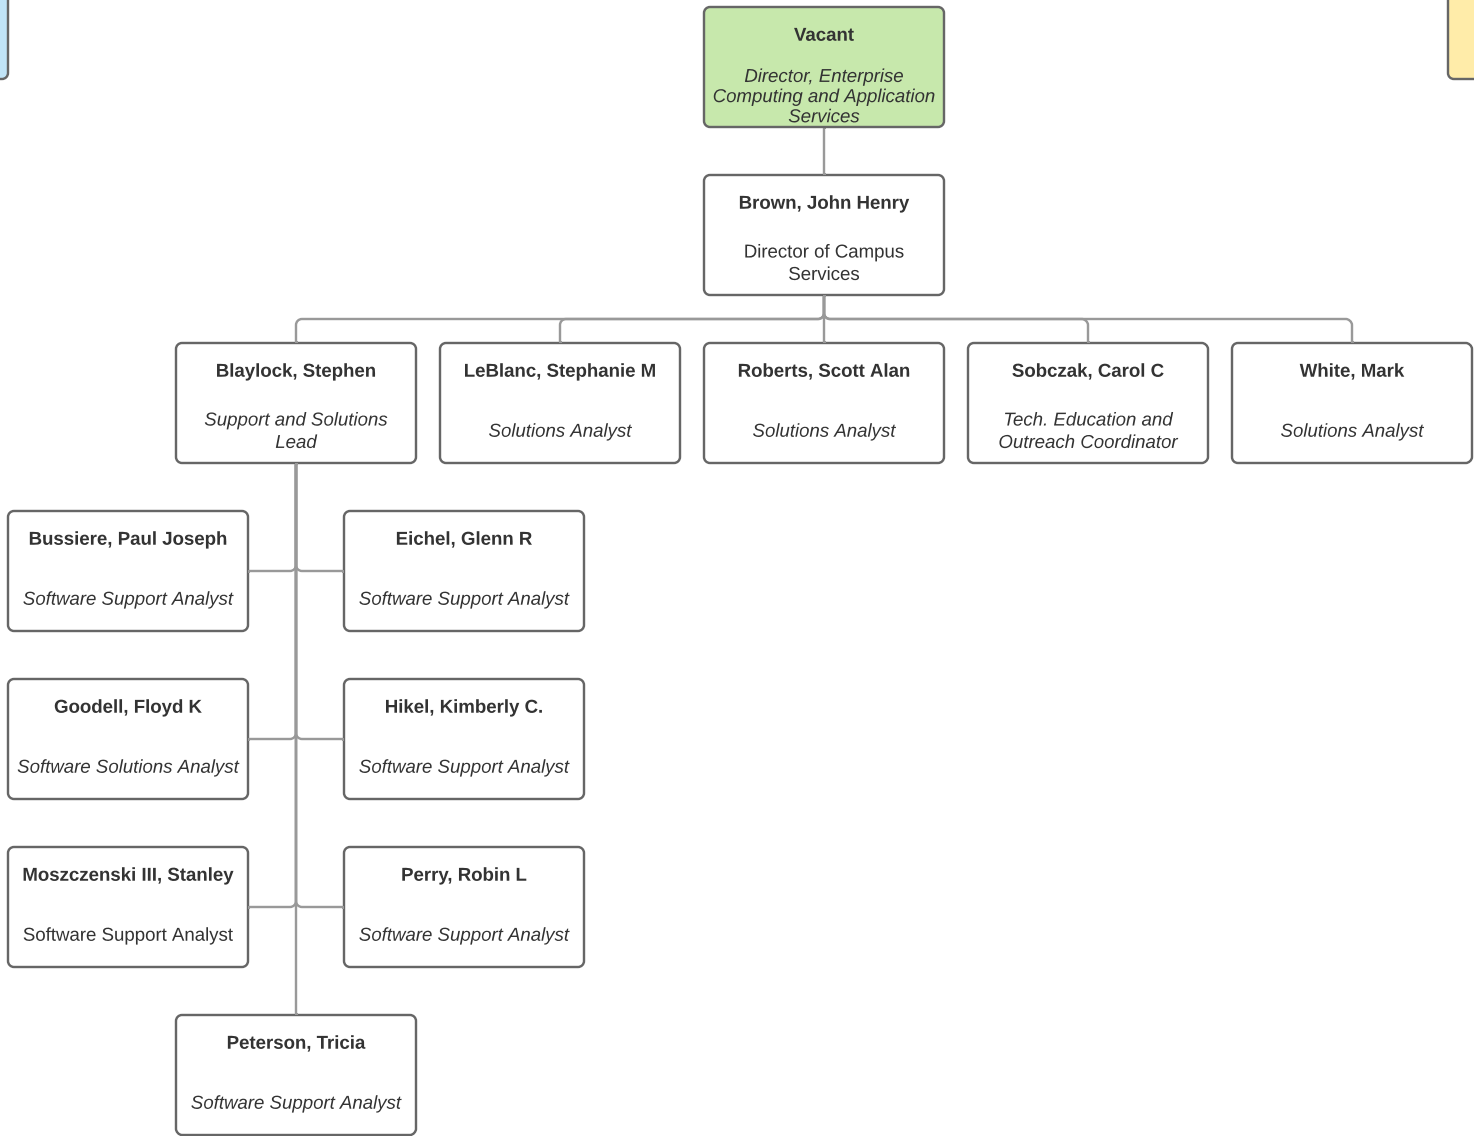 Vacant
Director, Enterprise
Computing and Application
Services
Brown, John Henry
Director of Campus
Services
Blaylock, Stephen
Support and Solutions
Lead
LeBlanc, Stephanie M
Solutions Analyst
Roberts, Scott Alan
Solutions Analyst
Sobczak, Carol C
Tech. Education and
Outreach Coordinator
White, Mark
Solutions Analyst
Bussiere, Paul Joseph
Software Support Analyst
Eichel, Glenn R
Software Support Analyst
Goodell, Floyd K
Software Solutions Analyst
Hikel, Kimberly C.
Software Support Analyst
Moszczenski III, Stanley
Software Support Analyst
Perry, Robin L
Software Support Analyst
Peterson, Tricia
Software Support Analyst